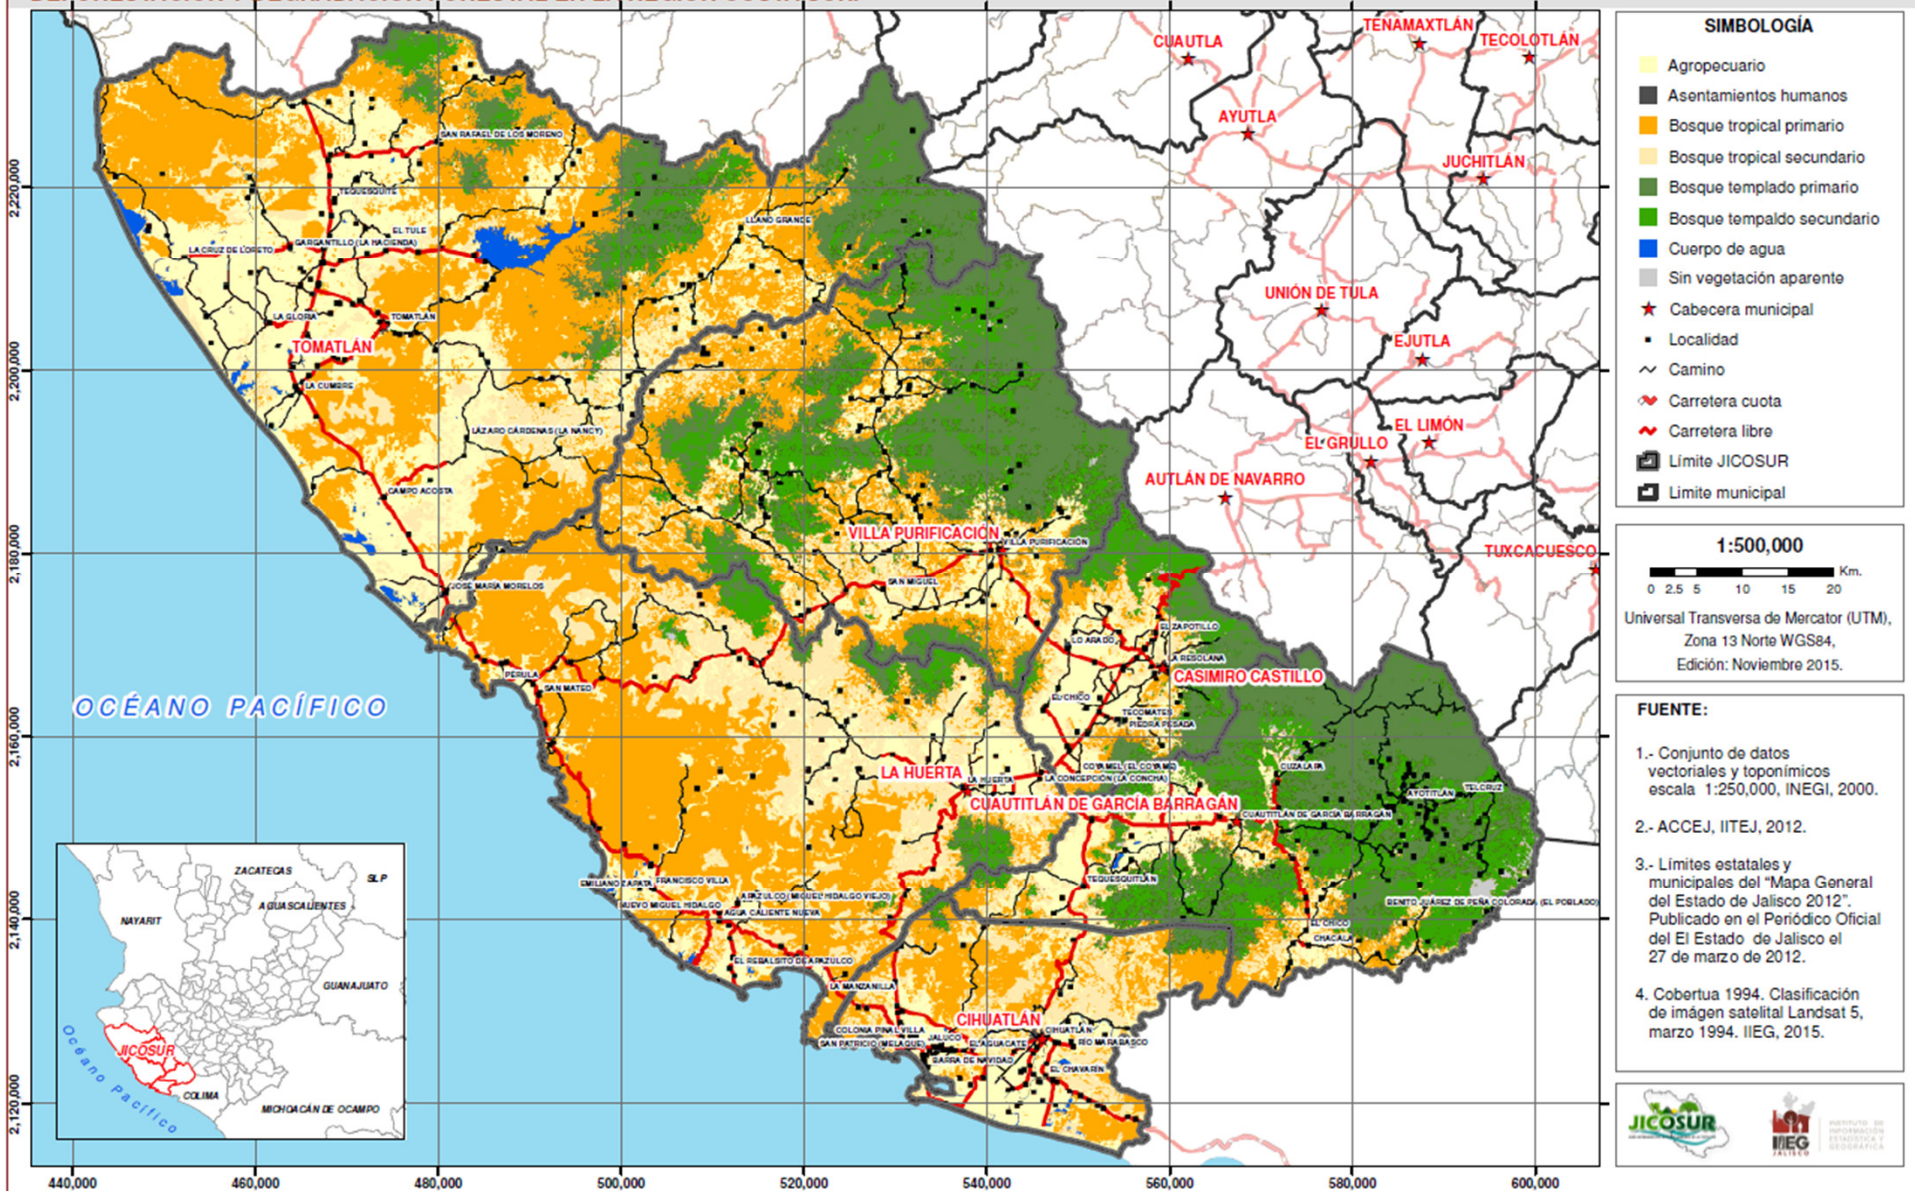 CUAUTLA
TENAMAXTLÁN
TECOLOTLÁN
AYUTLA
JUCHITLÁN
UNIÓN DE TULA
EJUTLA
EL LIMÓN
EL GRULLO
AUTLÁN DE NAVARRO
TUXCACUESCO
SAN RAFAEL DE LOS MORENO
TEQUESQUITE
LLANO GRANDE
EL TULE
LA CRUZ DE LORETO
GARGANTILLO (LA HACIENDA)
LA GLORIA
TOMATLÁN
TOMATLÁN
LA CUMBRE
LÁZARO CÁRDENAS (LA NANCY)
CAMPO ACOSTA
VILLA PURIFICACIÓN
VILLA PURIFICACIÓN
SAN MIGUEL
JOSÉ MARÍA MORELOS
EL ZAPOTILLO
LO ARADO
LA RESOLANA
CASIMIRO CASTILLO
PÉRULA
SAN MATEO
EL CHICO
TECOMATES
PIEDRA PESADA
OCÉANO PACÍFICO
COYAMEL (EL COYAME)
CUZALAPA
LA HUERTA
LA HUERTA
LA CONCEPCIÓN (LA CONCHA)
AYOTITLÁN
TELCRUZ
CUAUTITLÁN DE GARCÍA BARRAGÁN
CUAUTITLÁN DE GARCÍA BARRAGÁN
TEQUESQUITLÁN
EMILIANO ZAPATA
FRANCISCO VILLA
APAZULCO (MIGUEL HIDALGO VIEJO)
NUEVO MIGUEL HIDALGO
AGUA CALIENTE NUEVA
BENITO JUÁREZ DE PEÑA COLORADA (EL POBLADO)
EL CHICO
CHACALA
EL REBALSITO DE APAZULCO
LA MANZANILLA
CIHUATLÁN
COLONIA PINAL VILLA
CIHUATLÁN
SAN PATRICIO (MELAQUE)
JALUCO
EL AGUACATE
RÍO MARABASCO
BARRA DE NAVIDAD
EL CHAVARÍN
ZACATECAS
SLP
AGUASCALIENTES
NAYARIT
GUANAJUATO
JICOSUR
Océano Pacífico
COLIMA
MICHOACÁN DE OCAMPO
2,220,000
2,200,000
2,180,000
2,160,000
2,140,000
2,120,000
440,000
460,000
480,000
500,000
520,000
540,000
560,000
580,000
600,000
SIMBOLOGÍA
Agropecuario
Asentamientos humanos
Bosque tropical primario
Bosque tropical secundario
Bosque templado primario
Bosque tempaldo secundario
Cuerpo de agua
Sin vegetación aparente
Cabecera municipal
Localidad
Camino
Carretera cuota
Carretera libre
Límite JICOSUR
Limite municipal
1:500,000
0 2.5 5 10 15 20 Km.
Universal Transversa de Mercator (UTM),
Zona 13 Norte WGS84,
Edición: Noviembre 2015.
FUENTE:
1.- Conjunto de datos
vectoriales y toponímicos
escala 1:250,000, INEGI, 2000.
2.- ACCEJ, IITEJ, 2012.
3.- Límites estatales y
municipales del “Mapa General
del Estado de Jalisco 2012”.
Publicado en el Periódico Oficial
del El Estado de Jalisco el
27 de marzo de 2012.
4. Cobertua 1994. Clasificación
de imágen satelital Landsat 5,
marzo 1994. IIEG, 2015.
JICOSUR
IIEG
JALISCO
INSTITUTO DE
INFORMACIÓN
ESTADÍSTICA Y
GEOGRÁFICA